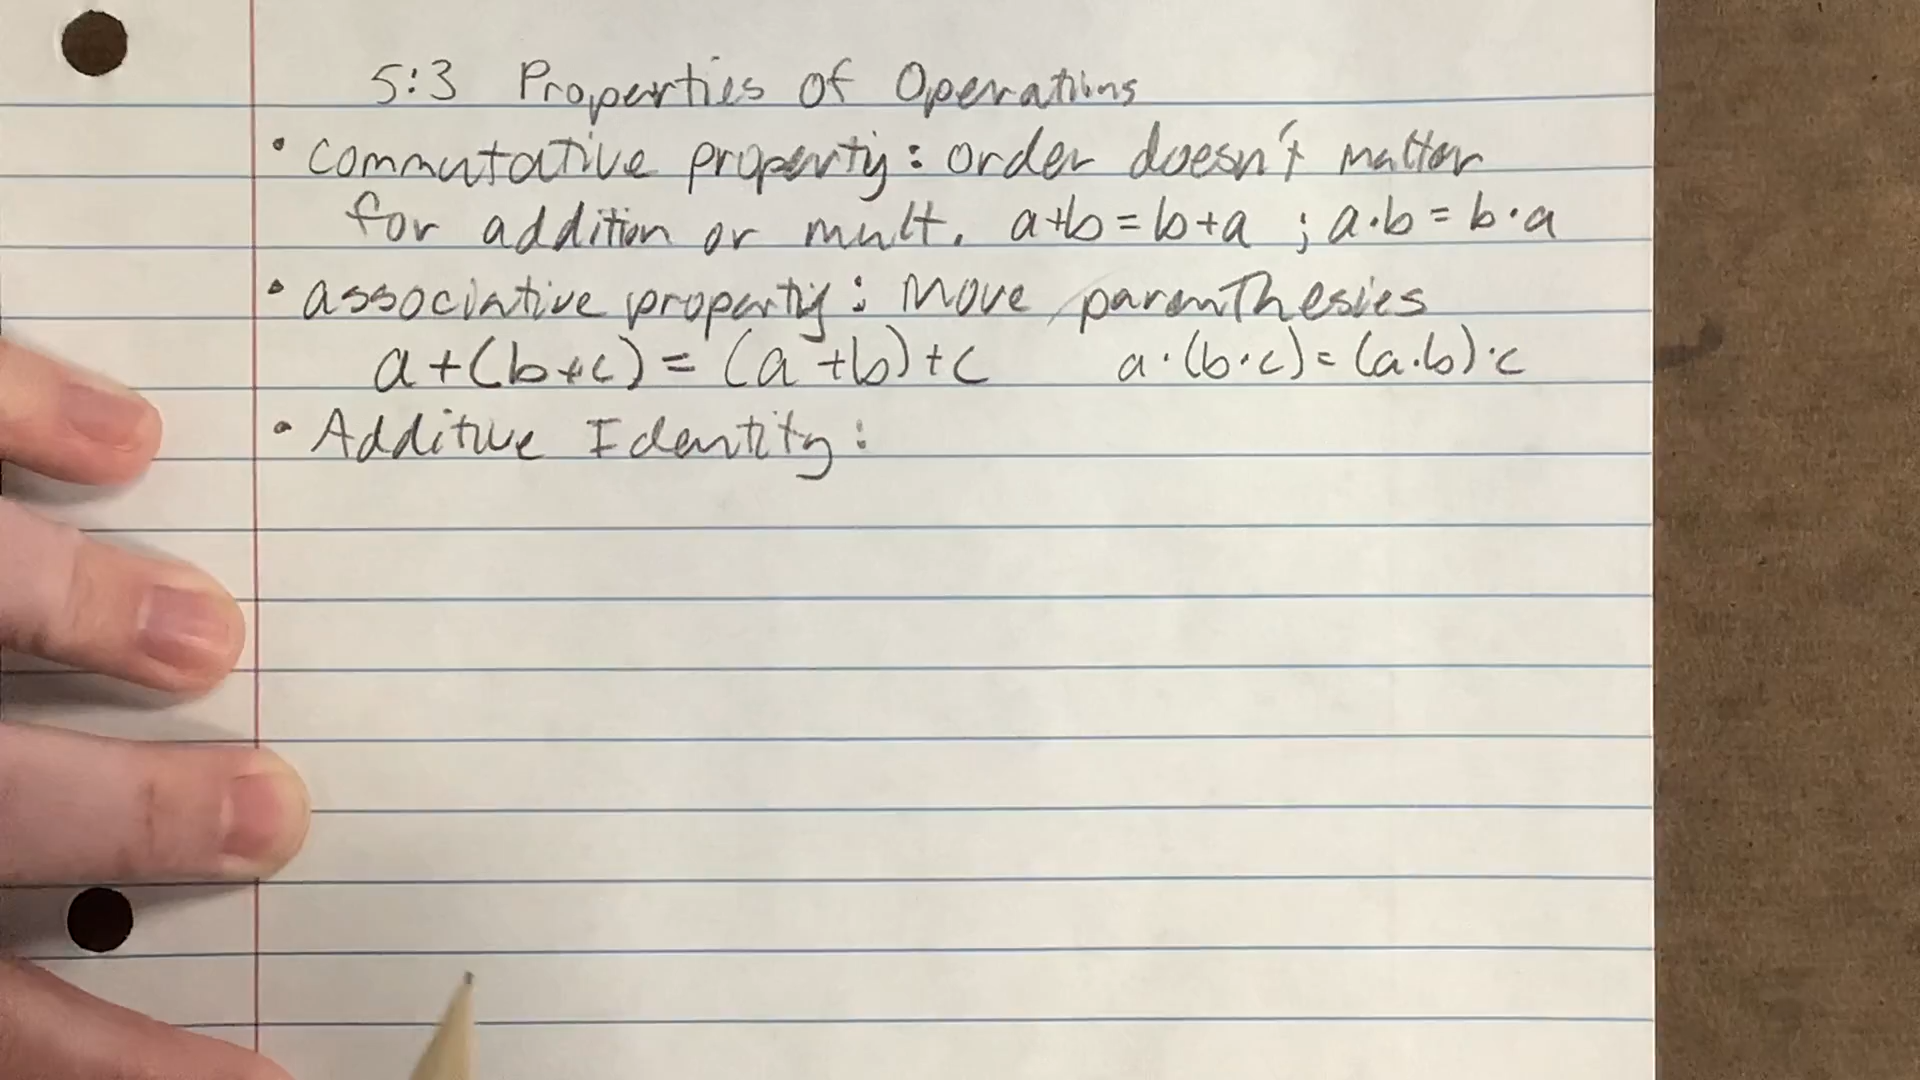 5:3 Properties of Operations
• commutative property: order doesn't matter
for addition or mult. a+b=b+a ; a·b=b·a
• associative property: Move parenthesies
a+(b+c)=(a+b)+c a·(b·c)=(a·b)·c
• Additive Identity: